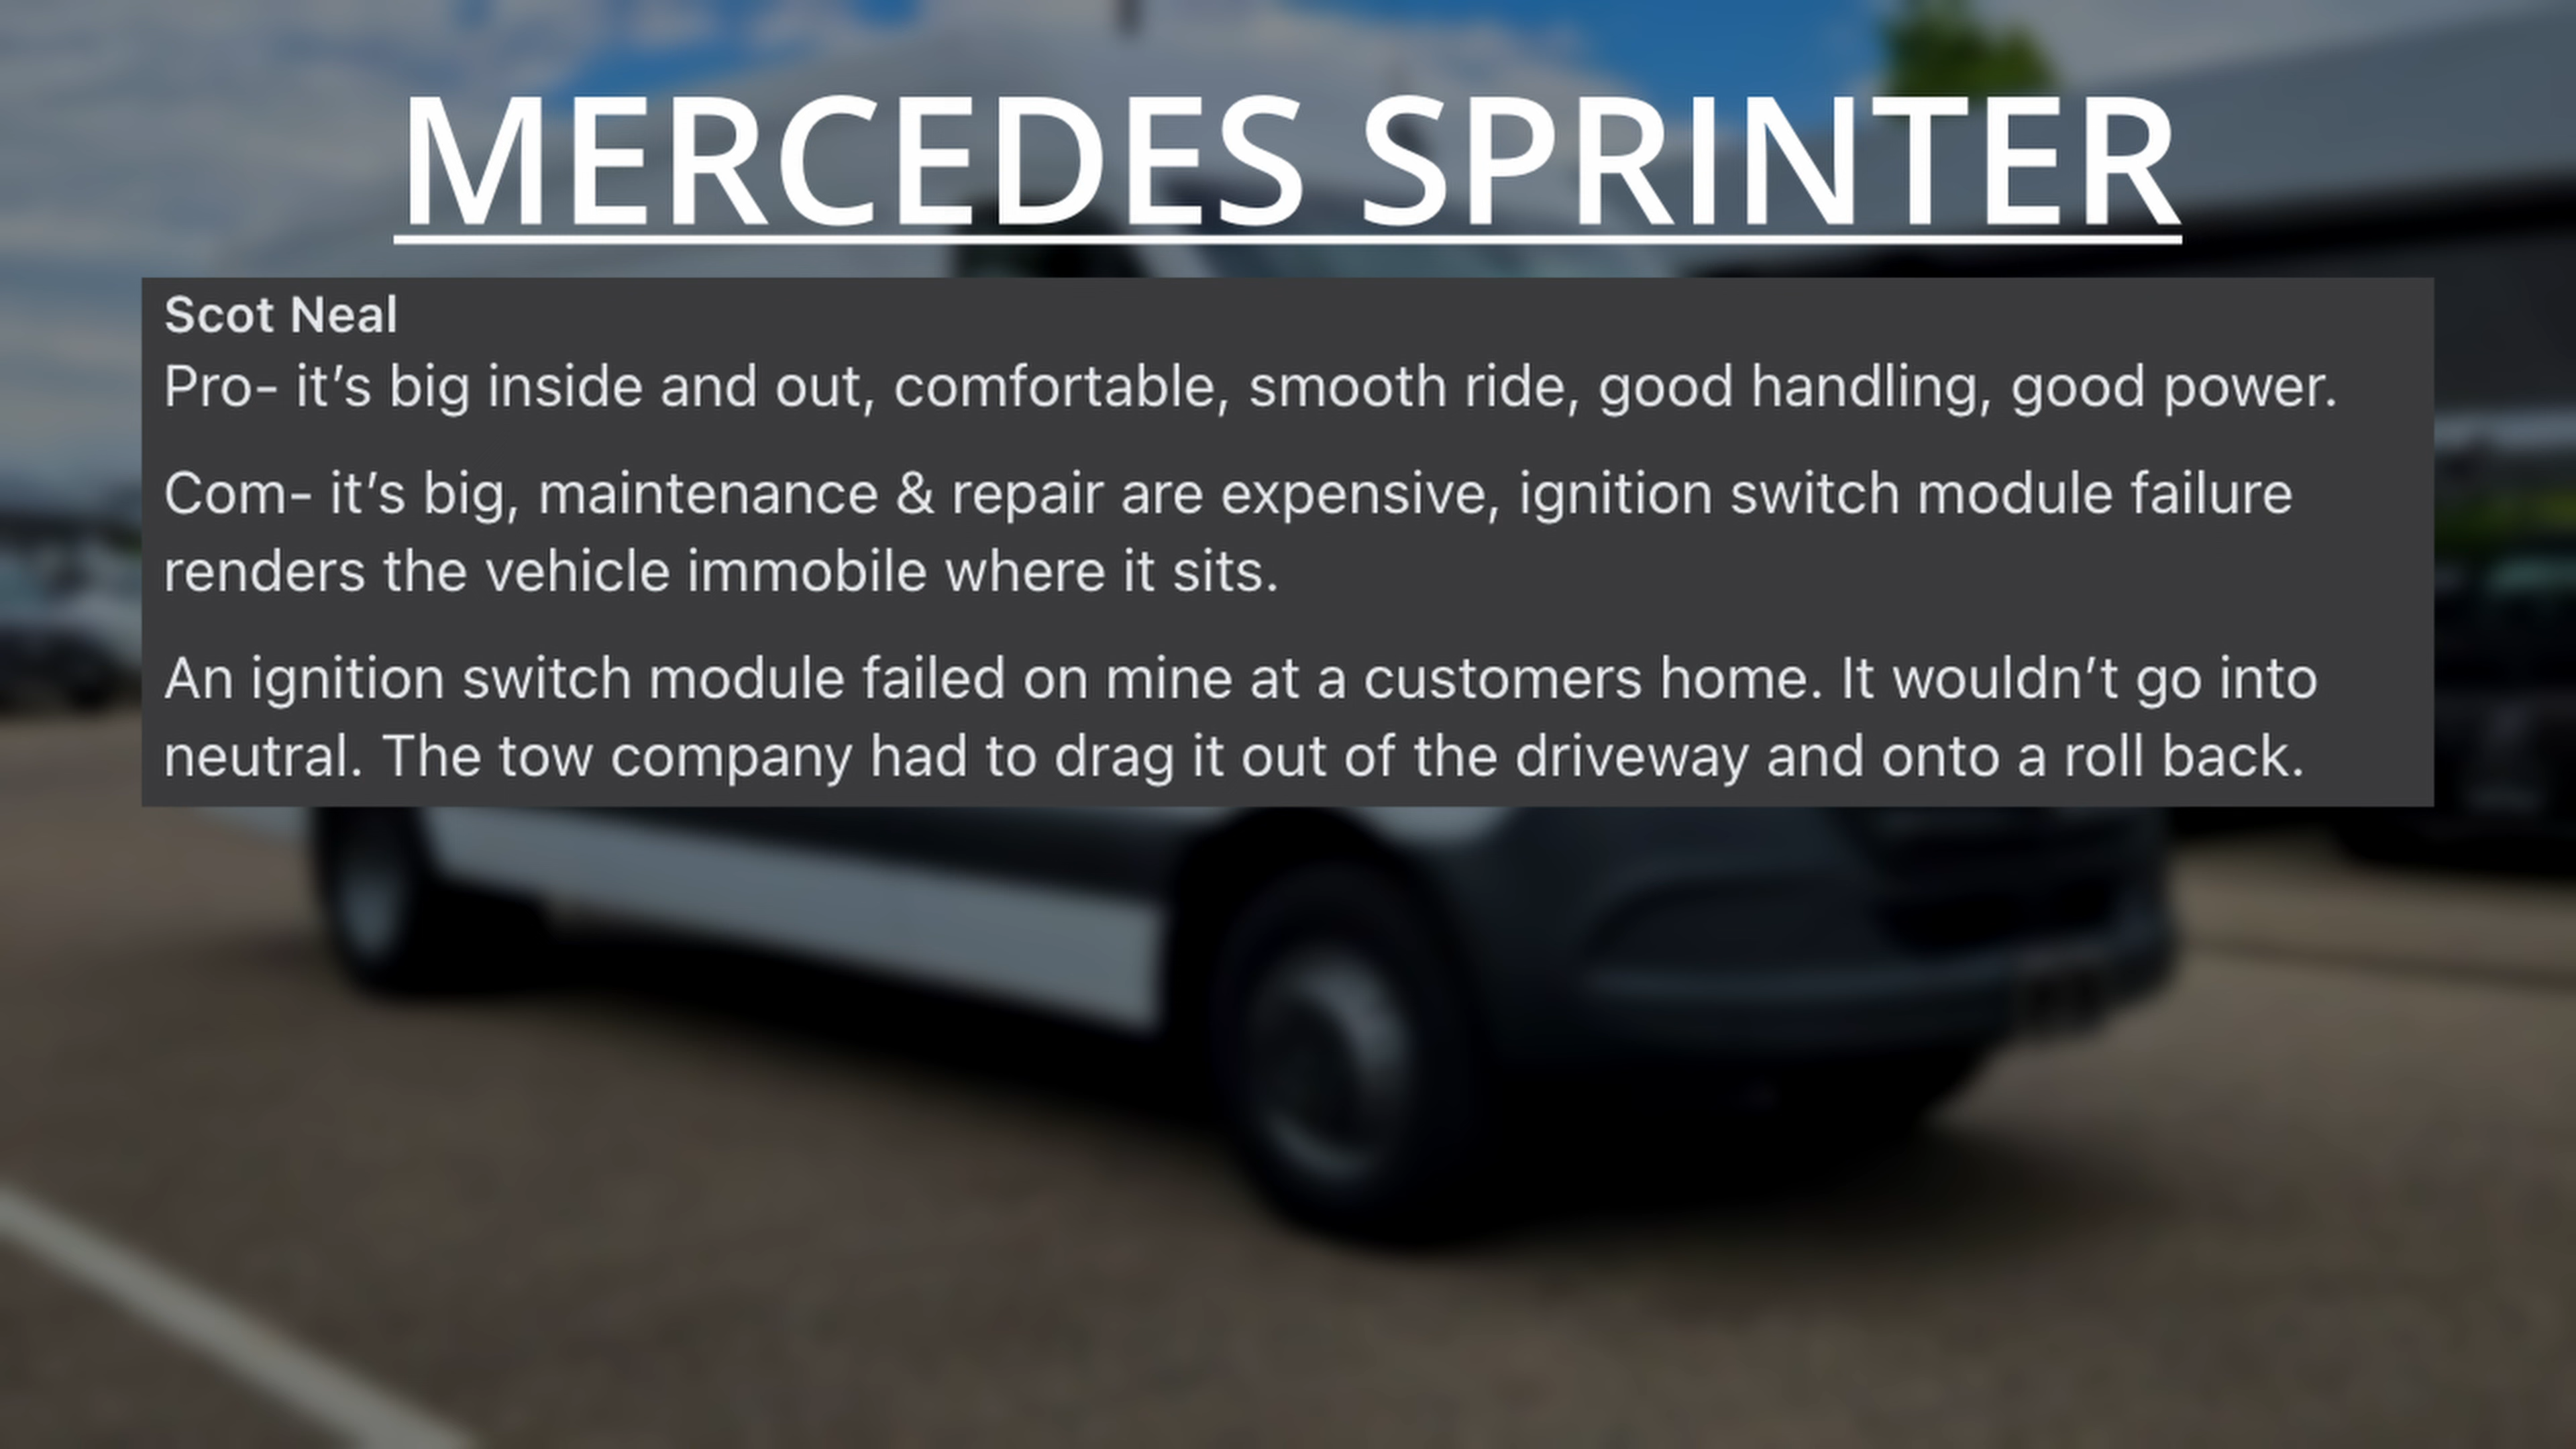 MERCEDES SPRINTER
Scot Neal
Pro- it’s big inside and out, comfortable, smooth ride, good handling, good power.
Com- it’s big, maintenance & repair are expensive, ignition switch module failure
renders the vehicle immobile where it sits.
An ignition switch module failed on mine at a customers home. It wouldn’t go into
neutral. The tow company had to drag it out of the driveway and onto a roll back.